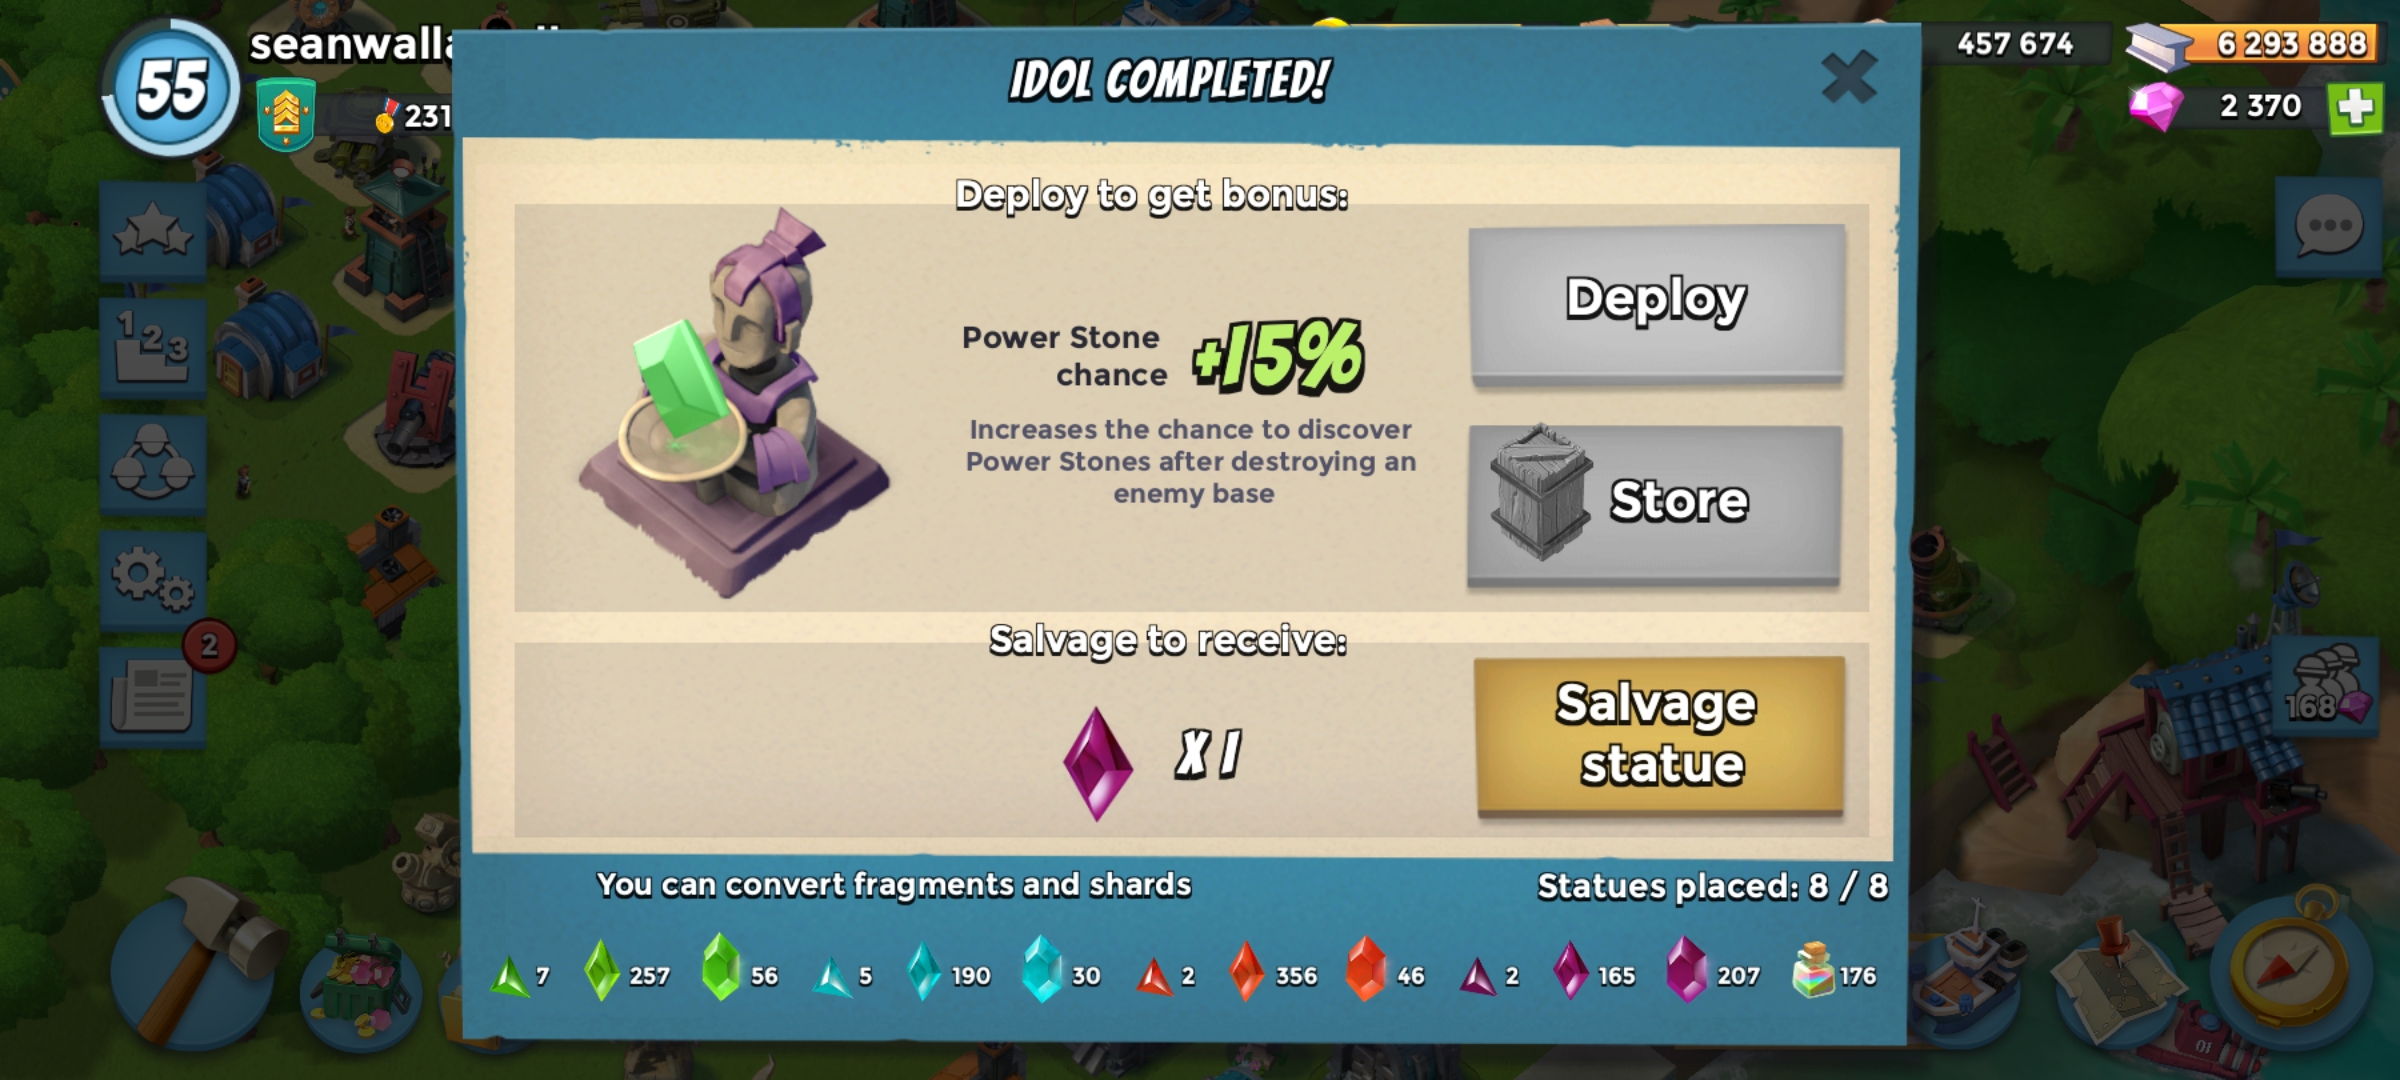 55
231
IDOL COMPLETED!
457 674
6 293 888
2 370
Deploy to get bonus:
Power Stone
chance
+15%
Increases the chance to discover
Power Stones after destroying an
enemy base
Deploy
Store
123
2
Salvage to receive:
X 1
Salvage
statue
168
You can convert fragments and shards
Statues placed: 8 / 8
7 257 56 5 190 30 2 356 46 2 165 207 176
01